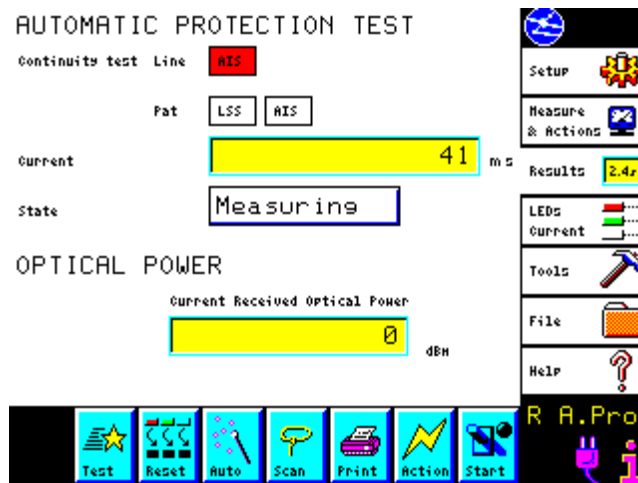 AUTOMATIC PROTECTION TEST
Continuity test Line AIS
Pat LSS AIS
Current 41 ms
State Measuring
OPTICAL POWER
Current Received Optical Power
0 dBm
Setup
Measure
& Actions
Results 2.4
LEDs
Current
Tools
File
Help
R A.Pro
Test Reset Auto Scan Print Action Start